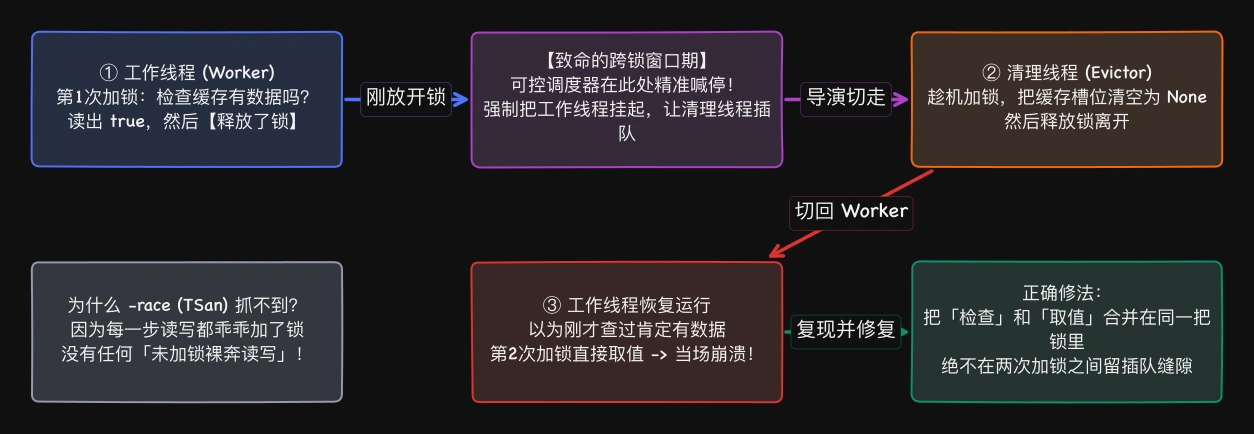 ① 工作线程 (Worker)
第1次加锁：检查缓存有数据吗？
读出 true，然后【释放了锁】
刚放开锁
【致命的跨锁窗口期】
可控调度器在此处精准喊停！
强制把工作线程挂起，让清理线程插
队
导演切走
② 清理线程 (Evictor)
趁机加锁，把缓存槽位清空为 None
然后释放锁离开
切回 Worker
为什么 -race (TSan) 抓不到？
因为每一步读写都乖乖加了锁
没有任何「未加锁裸奔读写」！
③ 工作线程恢复运行
以为刚才查过肯定有数据
第2次加锁直接取值 -> 当场崩溃！
复现并修复
正确修法：
把「检查」和「取值」合并在同一把
锁里
绝不在两次加锁之间留插队缝隙